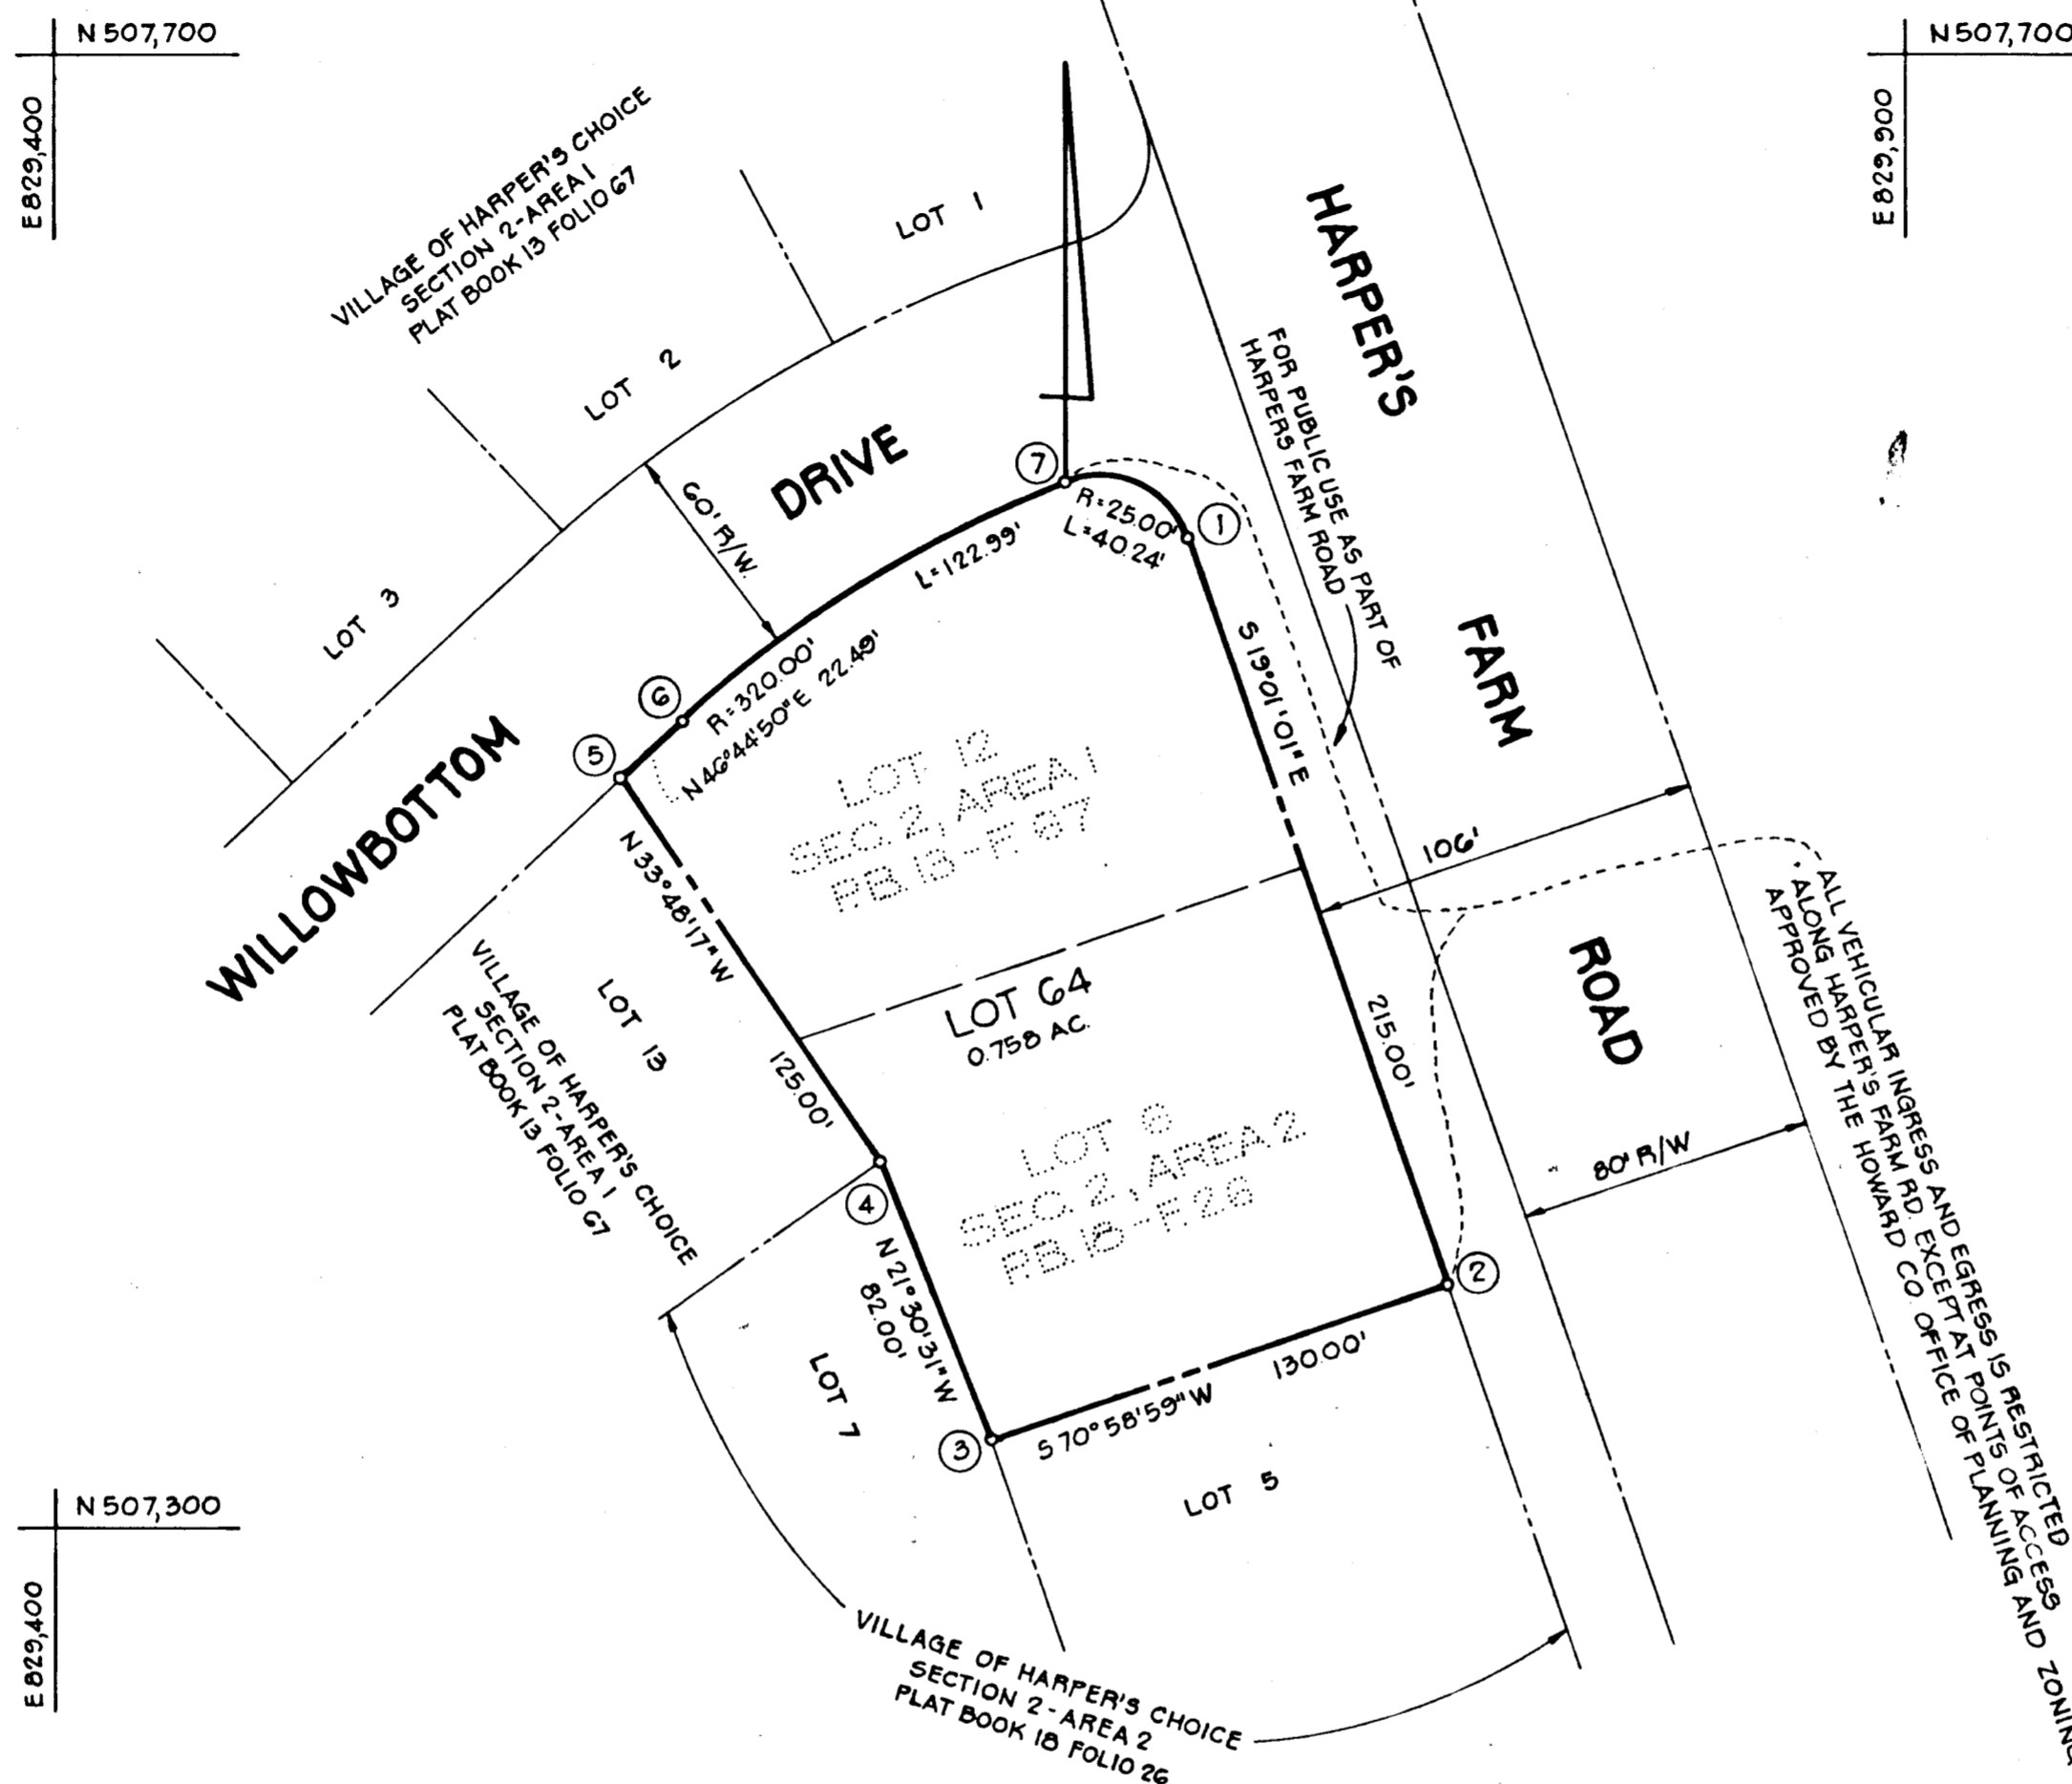 N 507,700
E 829,400
N 507,700
E 829,900
VILLAGE OF HARPER'S CHOICE
SECTION 2-AREA 1
PLAT BOOK 13 FOLIO 67
LOT 1
LOT 2
LOT 3
HARPER'S
FARM
ROAD
FOR PUBLIC USE AS PART OF
HARPERS FARM ROAD
WILLOWBOTTOM
DRIVE
60' R/W.
7
R=25.00'
L=40.24'
1
L=122.99'
R=320.00'
N 46°44'50"E 22.49'
6
5
S 19°01'01"E
215.00'
LOT 12
SEC. 2, AREA 1
P.B. 13-F. 67
N 33°48'17"W
125.00'
106'
80' R/W
LOT 64
0.758 AC.
LOT 13
VILLAGE OF HARPER'S CHOICE
SECTION 2-AREA 1
PLAT BOOK 13 FOLIO 67
LOT 6
SEC. 2, AREA 2
P.B. 18-F. 26
4
N 21°30'31"W
82.00'
2
LOT 7
3
S 70°58'59"W
130.00'
LOT 5
ALL VEHICULAR INGRESS AND EGRESS IS RESTRICTED
ALONG HARPER'S FARM RD. EXCEPT AT POINTS OF ACCESS
APPROVED BY THE HOWARD CO. OFFICE OF PLANNING AND ZONING
N 507,300
E 829,400
VILLAGE OF HARPER'S CHOICE
SECTION 2-AREA 2
PLAT BOOK 18 FOLIO 26